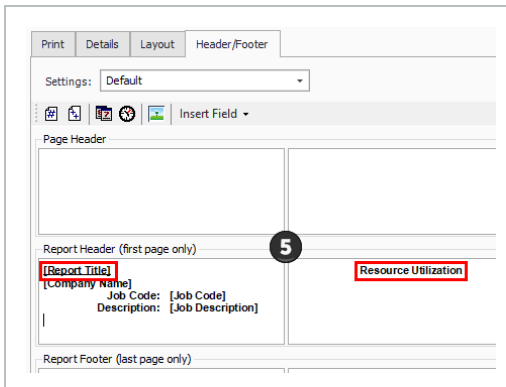 Print Details Layout Header/Footer
Settings: Default
Insert Field
Page Header
Report Header (first page only)
5
[Report Title] Resource Utilization
[Company Name]
Job Code: [Job Code]
Description: [Job Description]
Report Footer (last page only)